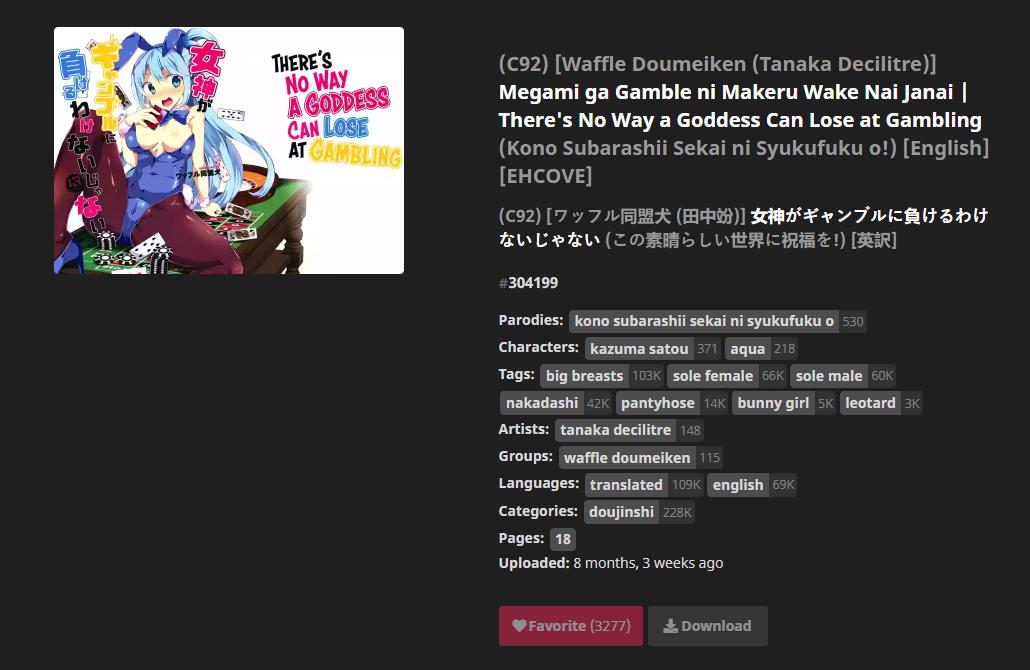 女神が
ギャンブルに
負ける
わけ
ないじゃ
ない
ワッフル同盟犬
THERE'S
NO WAY
A GODDESS
CAN LOSE
AT GAMBLING
(C92) [Waffle Doumeiken (Tanaka Decilitre)]
Megami ga Gamble ni Makeru Wake Nai Janai |
There's No Way a Goddess Can Lose at Gambling
(Kono Subarashii Sekai ni Syukufuku o!) [English]
[EHCOVE]
(C92) [ワッフル同盟犬 (田中竕)] 女神がギャンブルに負けるわけ
ないじゃない (この素晴らしい世界に祝福を!) [英訳]
#304199
Parodies: kono subarashii sekai ni syukufuku o 530
Characters: kazuma satou 371 aqua 218
Tags: big breasts 103K sole female 66K sole male 60K
nakadashi 42K pantyhose 14K bunny girl 5K leotard 3K
Artists: tanaka decilitre 148
Groups: waffle doumeiken 115
Languages: translated 109K english 69K
Categories: doujinshi 228K
Pages: 18
Uploaded: 8 months, 3 weeks ago
Favorite (3277) Download